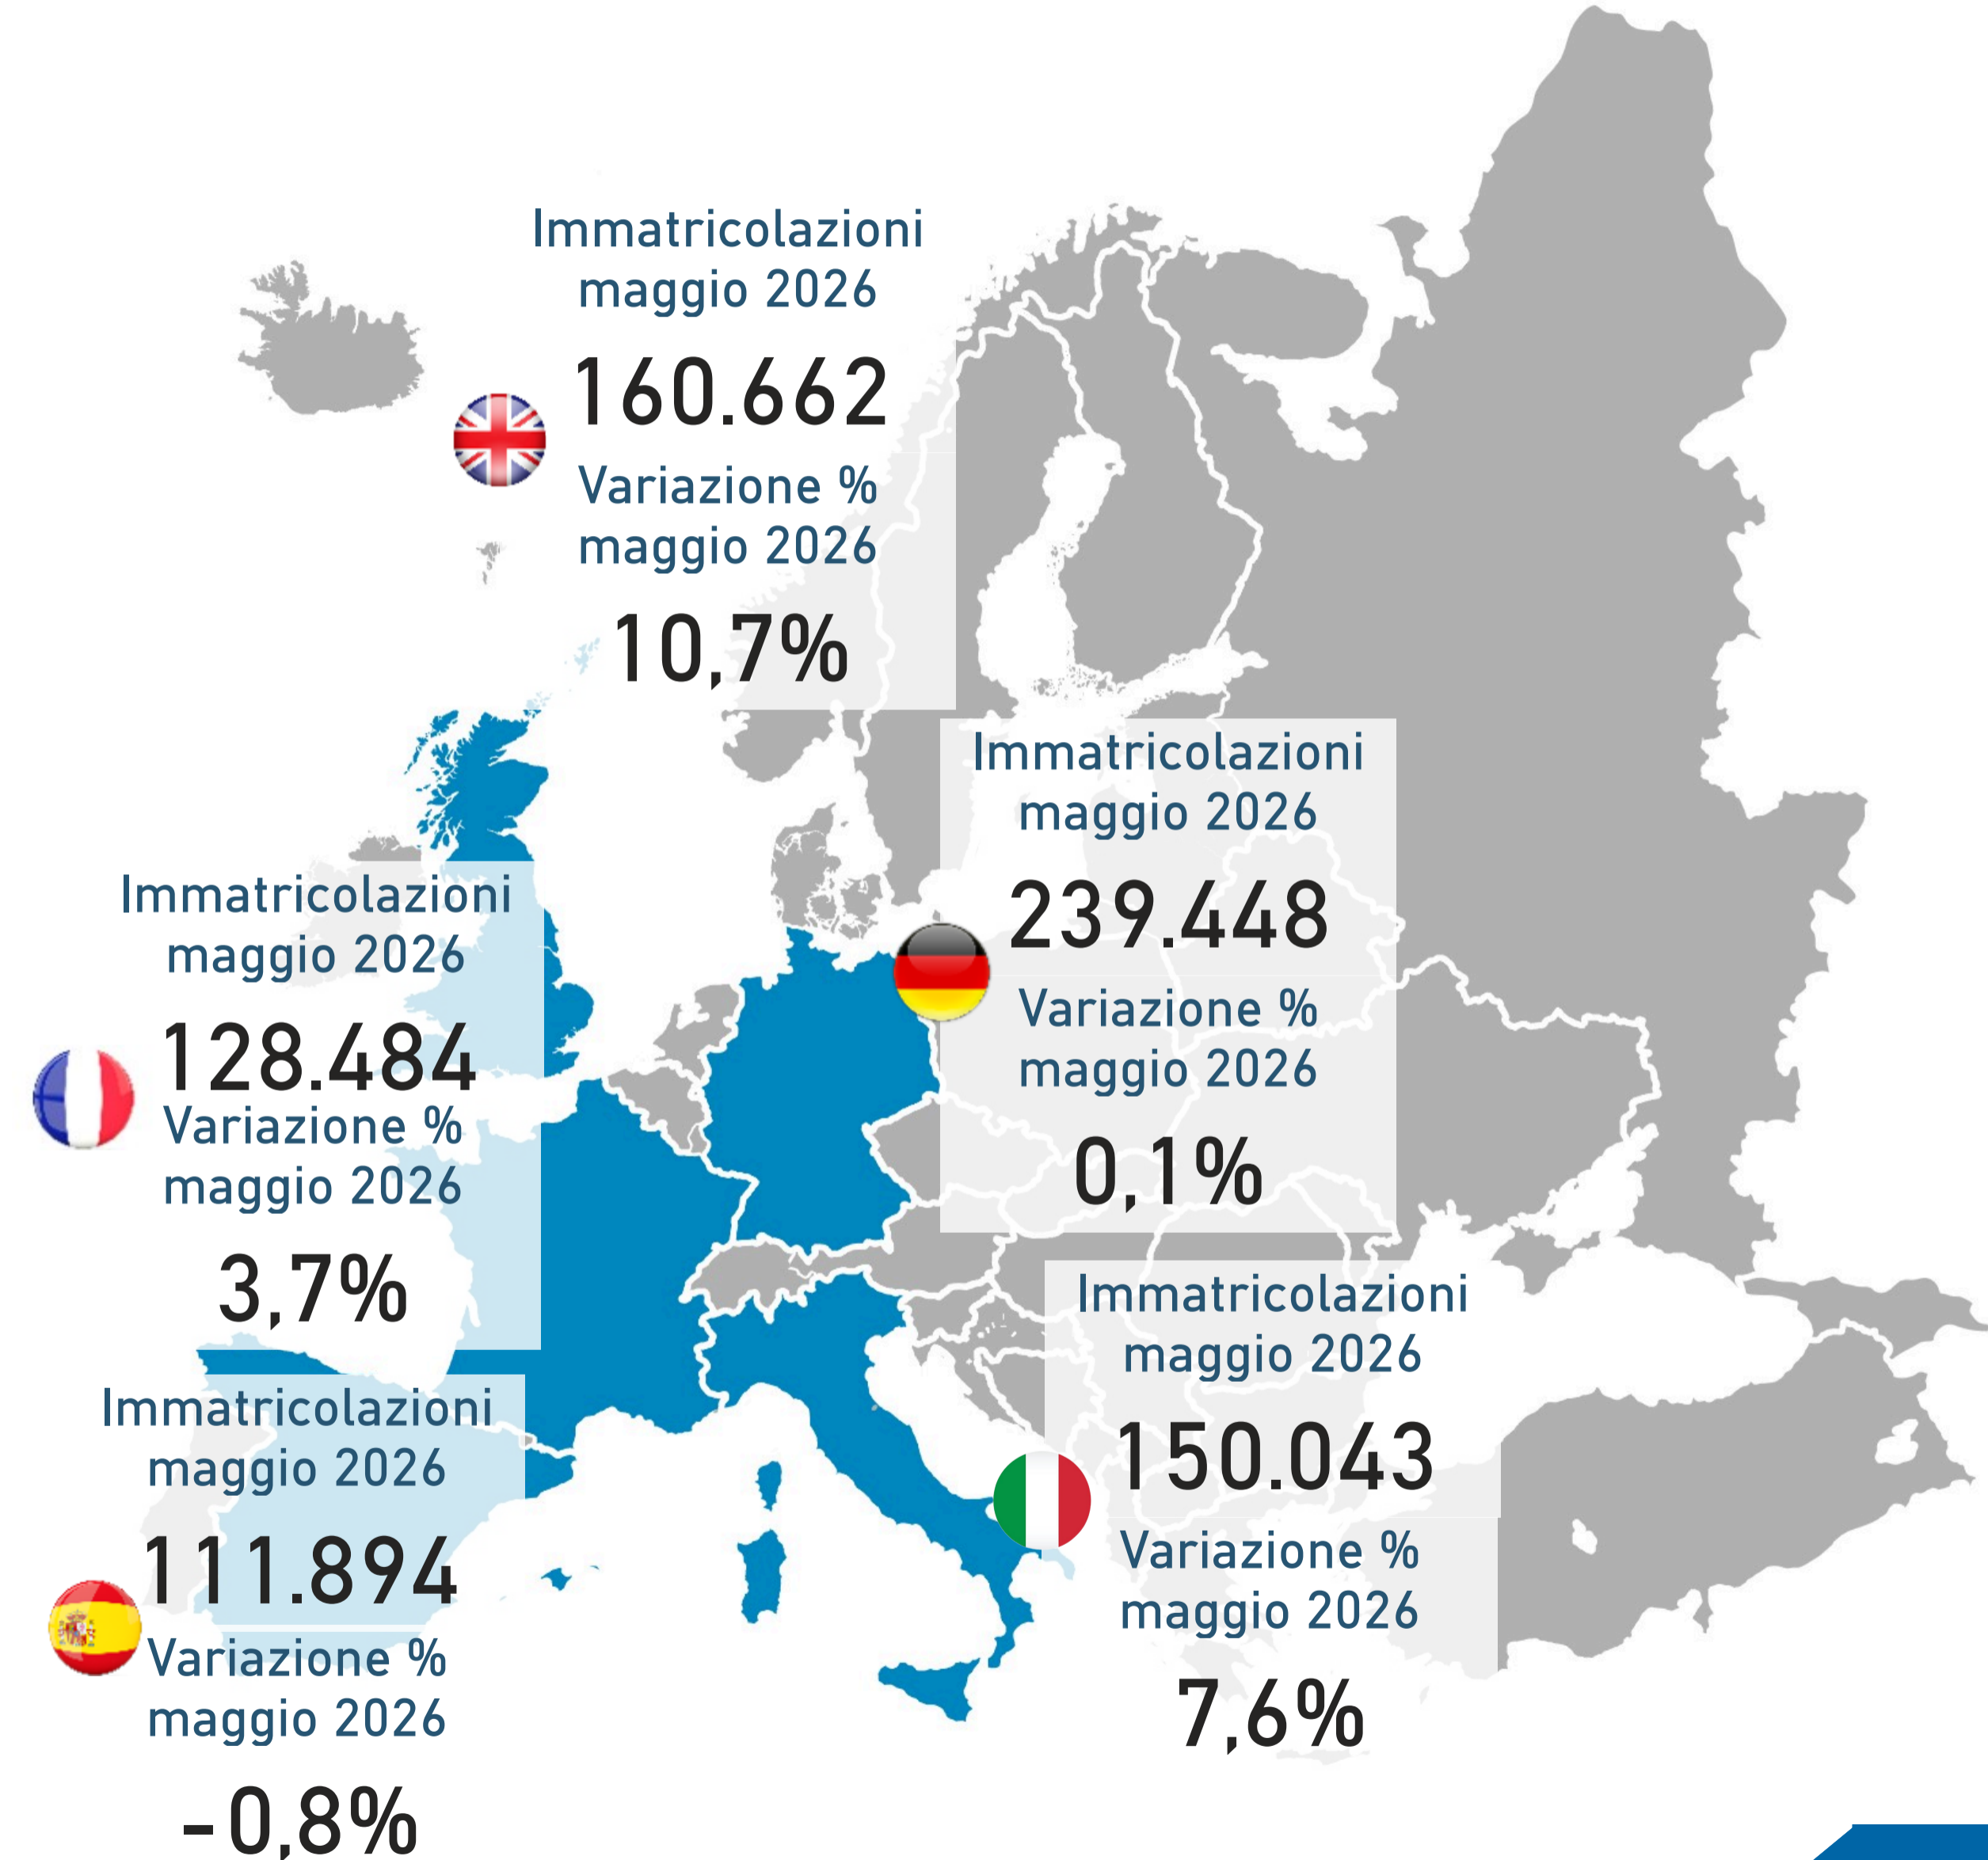 Immatricolazioni
maggio 2026
160.662
Variazione %
maggio 2026
10,7%
Immatricolazioni
maggio 2026
239.448
Variazione %
maggio 2026
0,1%
Immatricolazioni
maggio 2026
128.484
Variazione %
maggio 2026
3,7%
Immatricolazioni
maggio 2026
150.043
Variazione %
maggio 2026
7,6%
Immatricolazioni
maggio 2026
111.894
Variazione %
maggio 2026
-0,8%